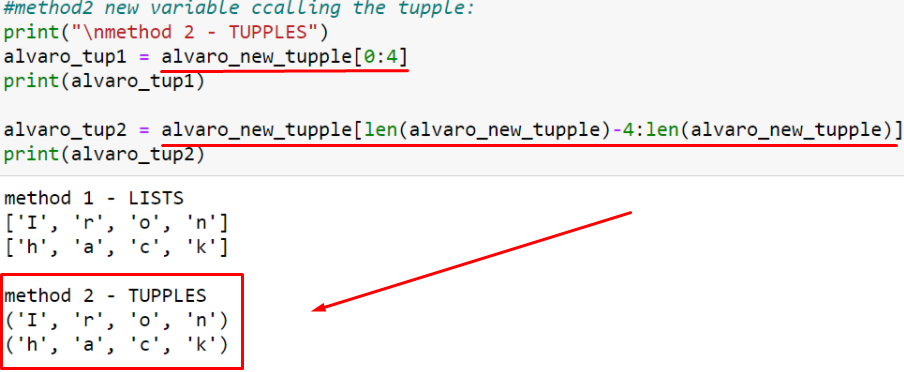 #method2 new variable ccalling the tupple:
print("\nmethod 2 - TUPPLES")
alvaro_tup1 = alvaro_new_tupple[0:4]
print(alvaro_tup1)
alvaro_tup2 = alvaro_new_tupple[len(alvaro_new_tupple)-4:len(alvaro_new_tupple)]
print(alvaro_tup2)
method 1 - LISTS
['I', 'r', 'o', 'n']
['h', 'a', 'c', 'k']
method 2 - TUPPLES
('I', 'r', 'o', 'n')
('h', 'a', 'c', 'k')